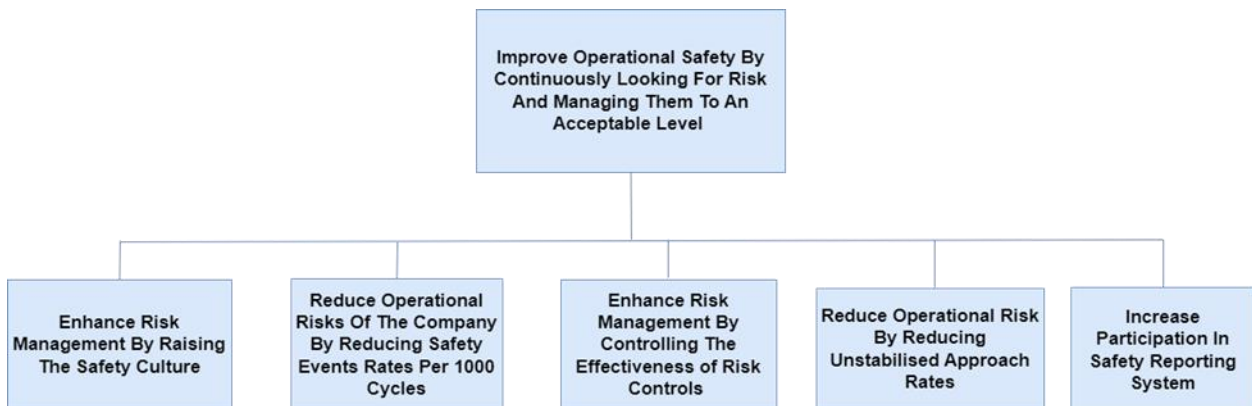 Improve Operational Safety By
Continuously Looking For Risk
And Managing Them To An
Acceptable Level
Enhance Risk
Management By Raising
The Safety Culture
Reduce Operational
Risks Of The Company
By Reducing Safety
Events Rates Per 1000
Cycles
Enhance Risk
Management By
Controlling The
Effectiveness of Risk
Controls
Reduce Operational Risk
By Reducing
Unstabilised Approach
Rates
Increase
Participation In
Safety Reporting
System